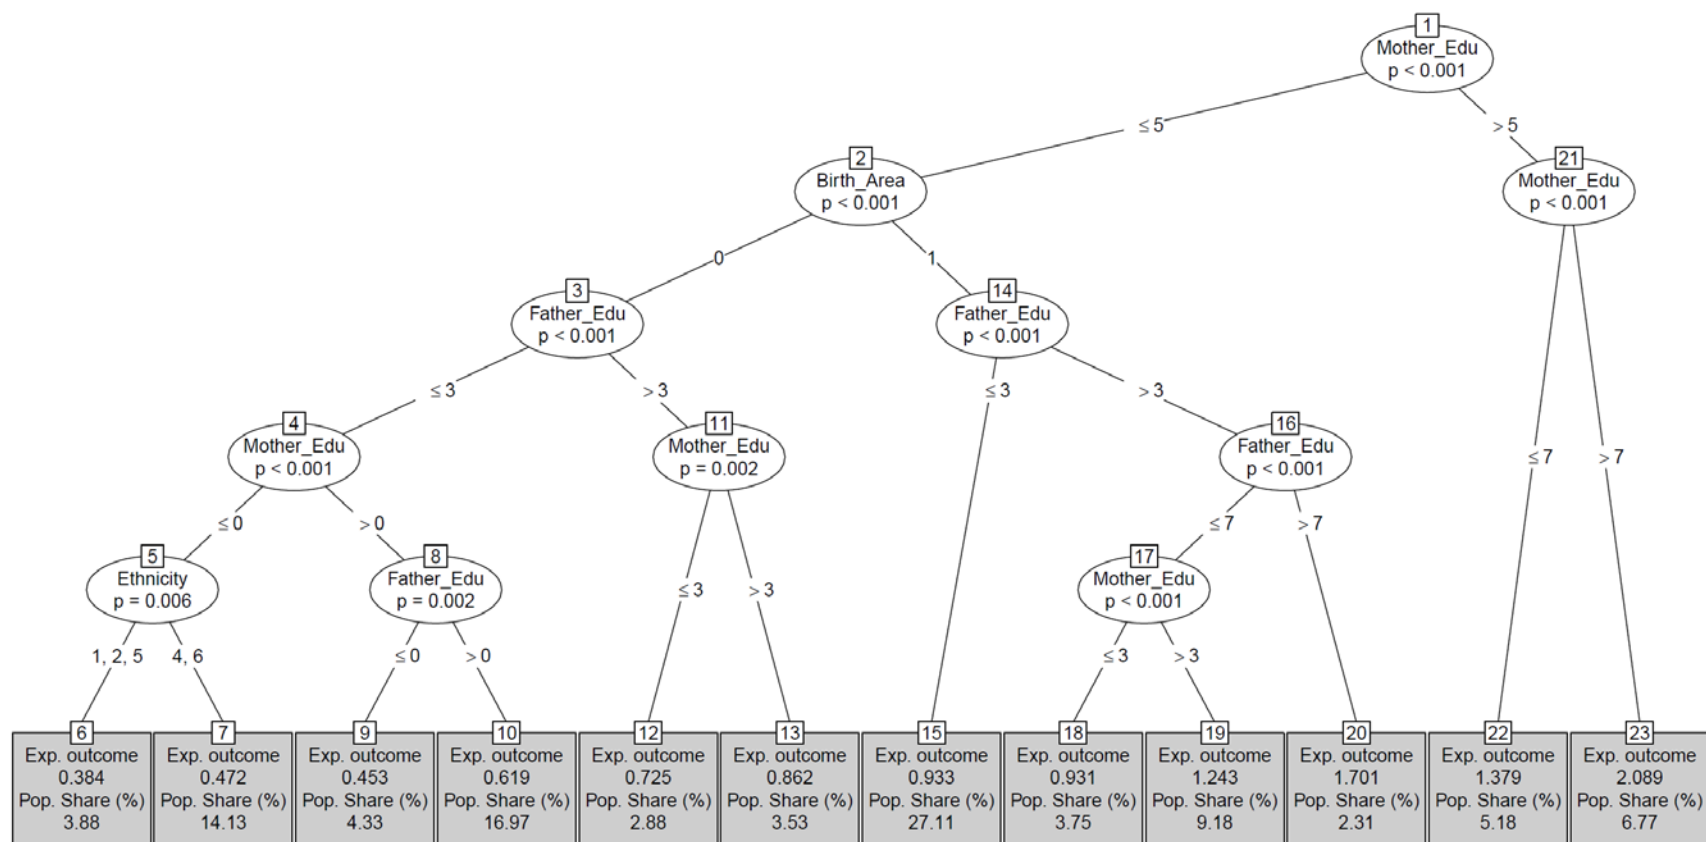 1
Mother_Edu
p < 0.001
≤ 5
> 5
2
Birth_Area
p < 0.001
21
Mother_Edu
p < 0.001
0
1
3
Father_Edu
p < 0.001
14
Father_Edu
p < 0.001
≤ 3
> 3
≤ 3
> 3
4
Mother_Edu
p < 0.001
11
Mother_Edu
p = 0.002
16
Father_Edu
p < 0.001
≤ 7
> 7
≤ 0
> 0
≤ 7
> 7
5
Ethnicity
p = 0.006
8
Father_Edu
p = 0.002
17
Mother_Edu
p < 0.001
≤ 3
> 3
1, 2, 5
4, 6
≤ 0
> 0
≤ 3
> 3
6
Exp. outcome
0.384
Pop. Share (%)
3.88
7
Exp. outcome
0.472
Pop. Share (%)
14.13
9
Exp. outcome
0.453
Pop. Share (%)
4.33
10
Exp. outcome
0.619
Pop. Share (%)
16.97
12
Exp. outcome
0.725
Pop. Share (%)
2.88
13
Exp. outcome
0.862
Pop. Share (%)
3.53
15
Exp. outcome
0.933
Pop. Share (%)
27.11
18
Exp. outcome
0.931
Pop. Share (%)
3.75
19
Exp. outcome
1.243
Pop. Share (%)
9.18
20
Exp. outcome
1.701
Pop. Share (%)
2.31
22
Exp. outcome
1.379
Pop. Share (%)
5.18
23
Exp. outcome
2.089
Pop. Share (%)
6.77